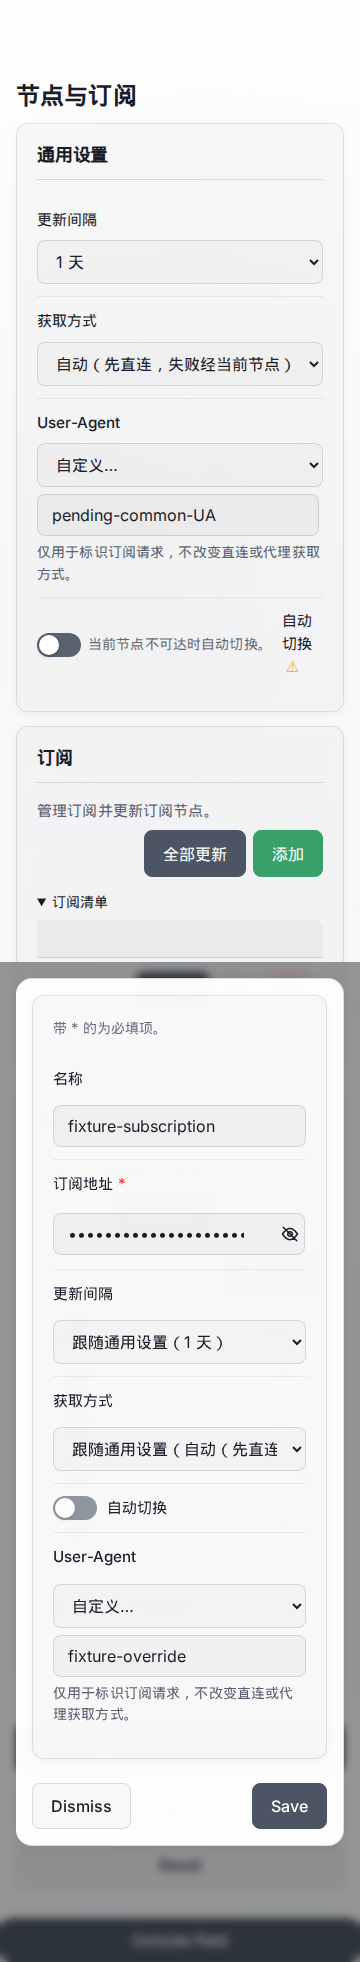 节点与订阅
通用设置
更新间隔
1 天
获取方式
自动（先直连，失败经当前节点）
User-Agent
自定义...
pending-common-UA
仅用于标识订阅请求，不改变直连或代理获取
方式。
当前节点不可达时自动切换。
自动
切换
⚠
订阅
管理订阅并更新订阅节点。
全部更新
添加
▼ 订阅清单
带 * 的为必填项。
名称
fixture-subscription
订阅地址 *
更新间隔
跟随通用设置（1 天）
获取方式
跟随通用设置（自动（先直连
自动切换
User-Agent
自定义...
fixture-override
仅用于标识订阅请求，不改变直连或代
理获取方式。
Dismiss
Save